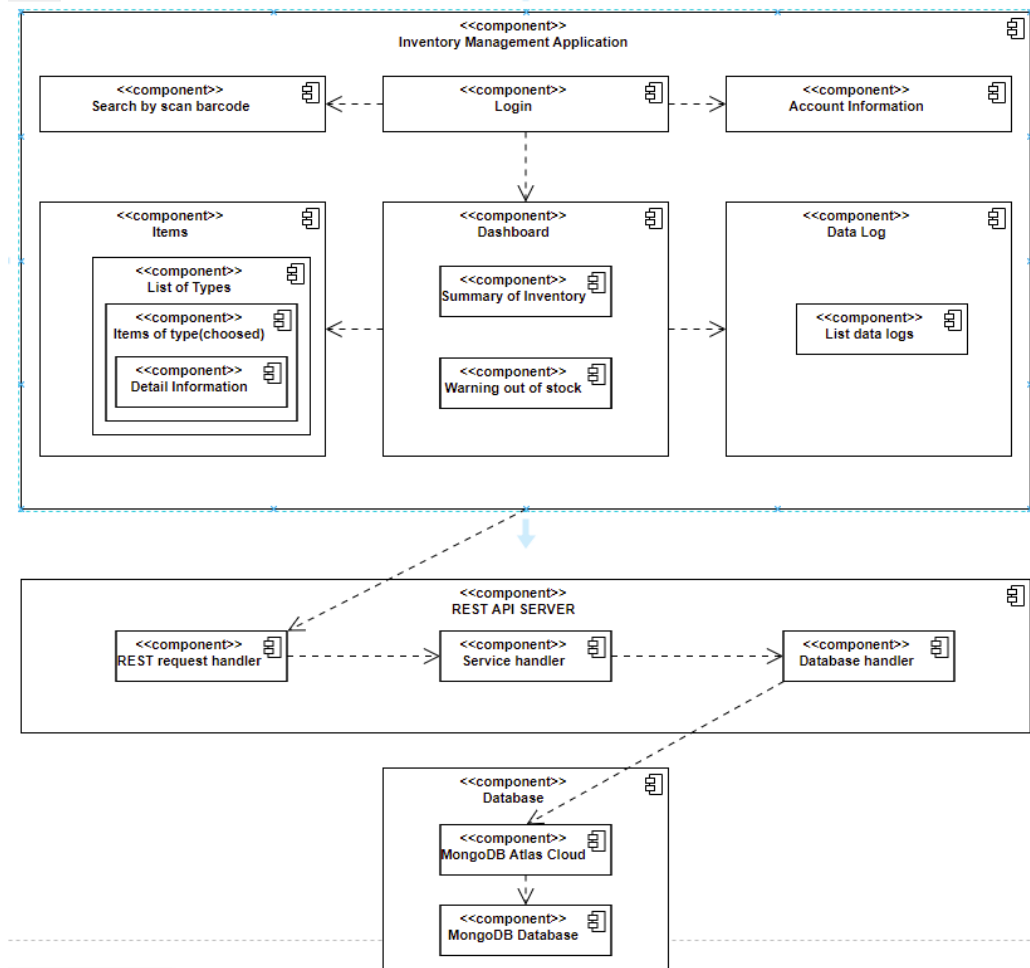 <<component>>
Inventory Management Application
<<component>>
Search by scan barcode
<<component>>
Login
<<component>>
Account Information
<<component>>
Items
<<component>>
List of Types
<<component>>
Items of type(choosed)
<<component>>
Detail Information
<<component>>
Dashboard
<<component>>
Summary of Inventory
<<component>>
Warning out of stock
<<component>>
Data Log
<<component>>
List data logs
<<component>>
REST API SERVER
<<component>>
REST request handler
<<component>>
Service handler
<<component>>
Database handler
<<component>>
Database
<<component>>
MongoDB Atlas Cloud
<<component>>
MongoDB Database